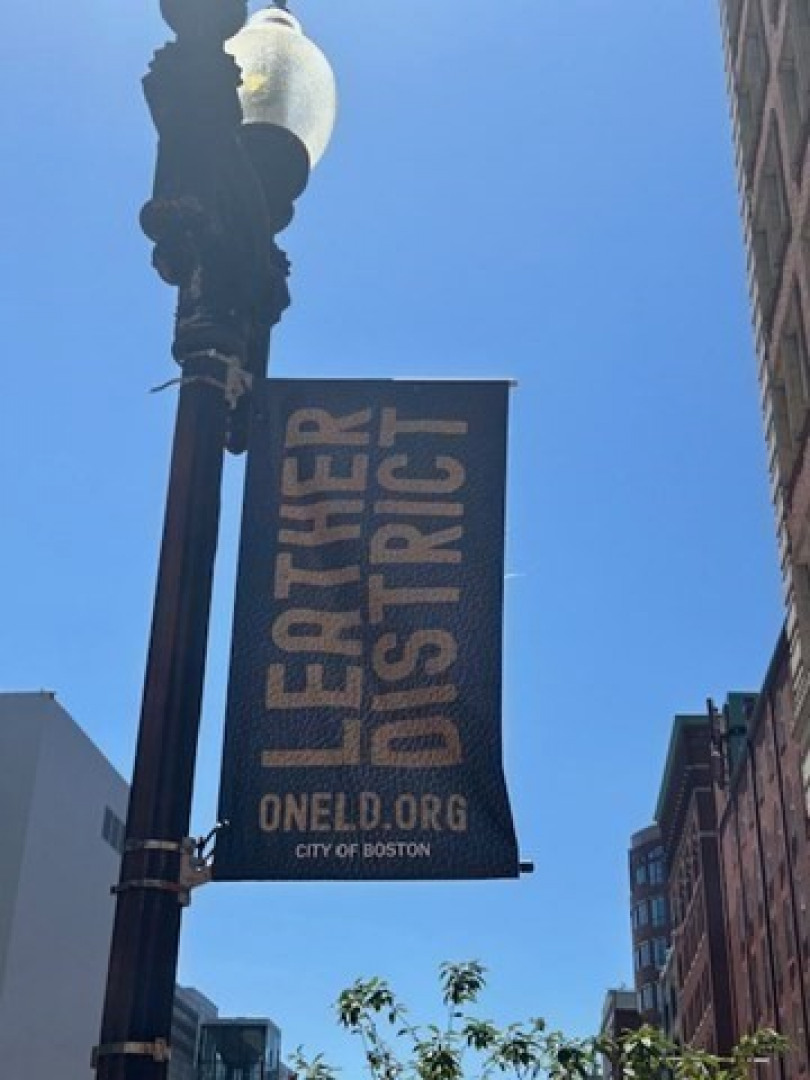 LEATHER
DISTRICT
ONELD.ORG
CITY OF BOSTON